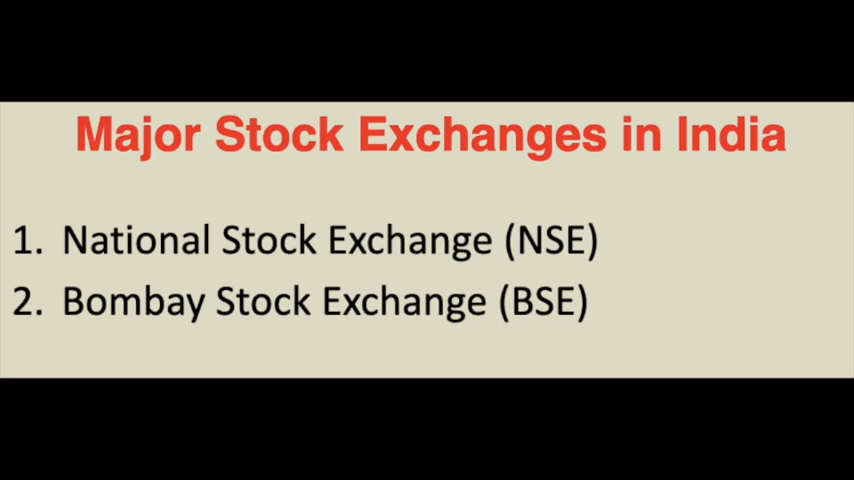 Major Stock Exchanges in India
1. National Stock Exchange (NSE)
2. Bombay Stock Exchange (BSE)